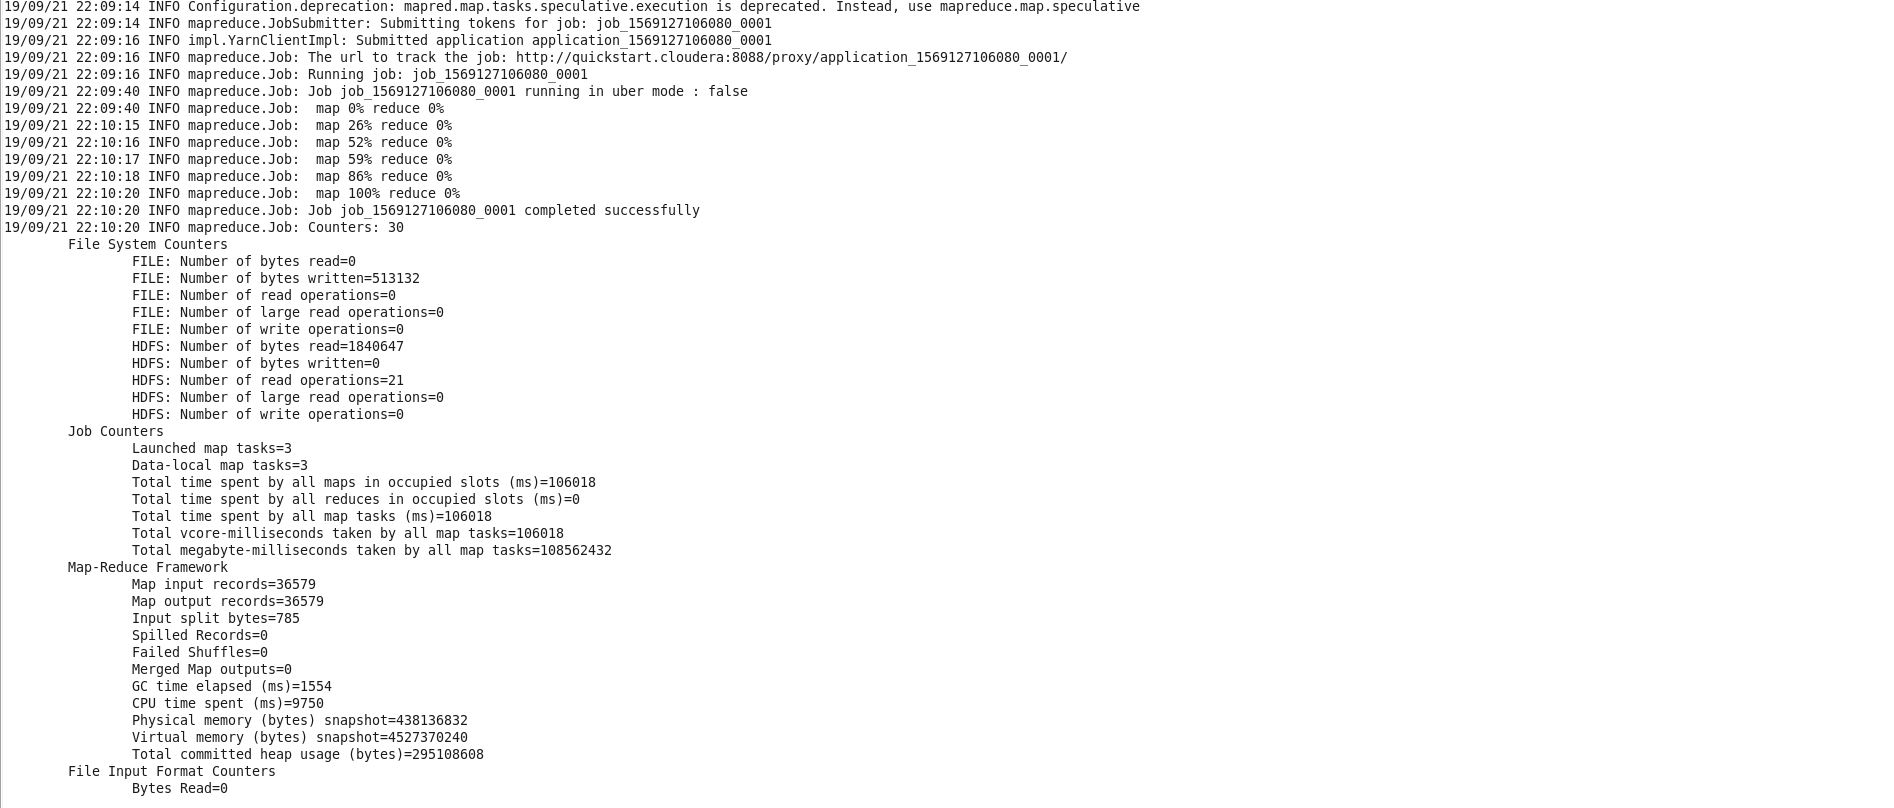 19/09/21 22:09:14 INFO Configuration.deprecation: mapred.map.tasks.speculative.execution is deprecated. Instead, use mapreduce.map.speculative
19/09/21 22:09:14 INFO mapreduce.JobSubmitter: Submitting tokens for job: job_1569127106080_0001
19/09/21 22:09:16 INFO impl.YarnClientImpl: Submitted application application_1569127106080_0001
19/09/21 22:09:16 INFO mapreduce.Job: The url to track the job: http://quickstart.cloudera:8088/proxy/application_1569127106080_0001/
19/09/21 22:09:16 INFO mapreduce.Job: Running job: job_1569127106080_0001
19/09/21 22:09:40 INFO mapreduce.Job: Job job_1569127106080_0001 running in uber mode : false
19/09/21 22:09:40 INFO mapreduce.Job:  map 0% reduce 0%
19/09/21 22:10:15 INFO mapreduce.Job:  map 26% reduce 0%
19/09/21 22:10:16 INFO mapreduce.Job:  map 52% reduce 0%
19/09/21 22:10:17 INFO mapreduce.Job:  map 59% reduce 0%
19/09/21 22:10:18 INFO mapreduce.Job:  map 86% reduce 0%
19/09/21 22:10:20 INFO mapreduce.Job:  map 100% reduce 0%
19/09/21 22:10:20 INFO mapreduce.Job: Job job_1569127106080_0001 completed successfully
19/09/21 22:10:20 INFO mapreduce.Job: Counters: 30
File System Counters
FILE: Number of bytes read=0
FILE: Number of bytes written=513132
FILE: Number of read operations=0
FILE: Number of large read operations=0
FILE: Number of write operations=0
HDFS: Number of bytes read=1840647
HDFS: Number of bytes written=0
HDFS: Number of read operations=21
HDFS: Number of large read operations=0
HDFS: Number of write operations=0
Job Counters
Launched map tasks=3
Data-local map tasks=3
Total time spent by all maps in occupied slots (ms)=106018
Total time spent by all reduces in occupied slots (ms)=0
Total time spent by all map tasks (ms)=106018
Total vcore-milliseconds taken by all map tasks=106018
Total megabyte-milliseconds taken by all map tasks=108562432
Map-Reduce Framework
Map input records=36579
Map output records=36579
Input split bytes=785
Spilled Records=0
Failed Shuffles=0
Merged Map outputs=0
GC time elapsed (ms)=1554
CPU time spent (ms)=9750
Physical memory (bytes) snapshot=438136832
Virtual memory (bytes) snapshot=4527370240
Total committed heap usage (bytes)=295108608
File Input Format Counters
Bytes Read=0